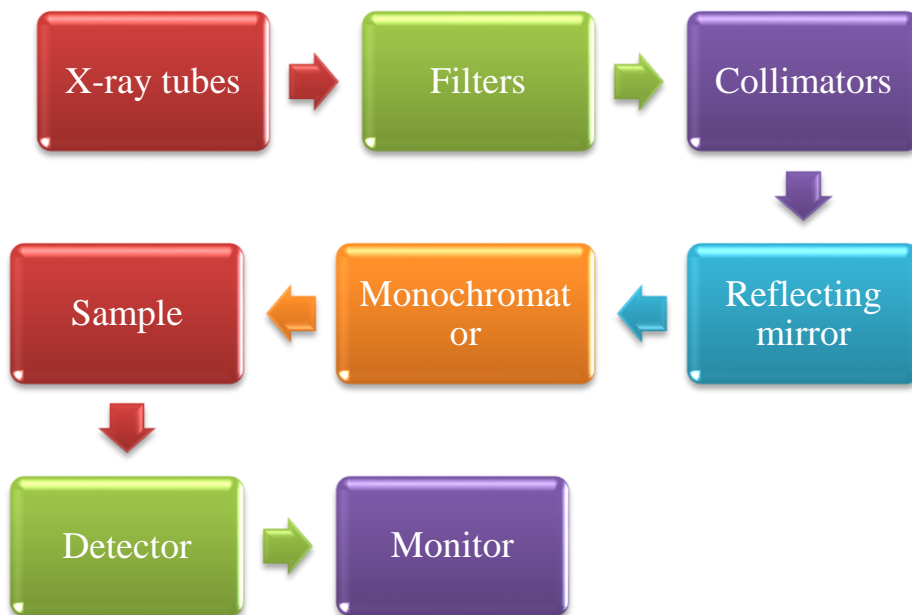 X-ray tubes
Filters
Collimators
Reflecting
mirror
Monochromat
or
Sample
Detector
Monitor